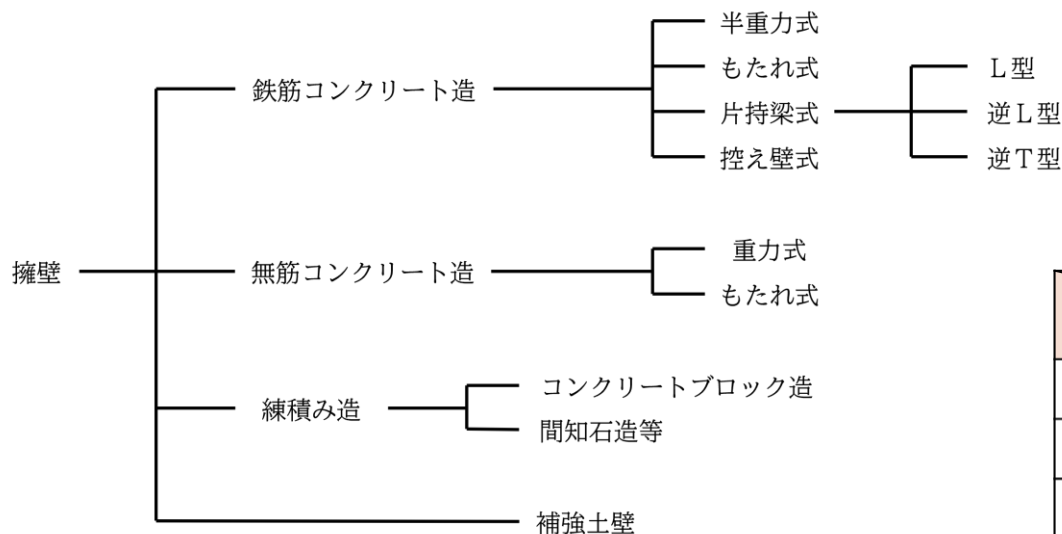 半重力式
もたれ式
L型
鉄筋コンクリート造
片持梁式
逆L型
控え壁式
逆T型
擁壁
無筋コンクリート造
重力式
もたれ式
練積み造
コンクリートブロック造
間知石造等
補強土壁